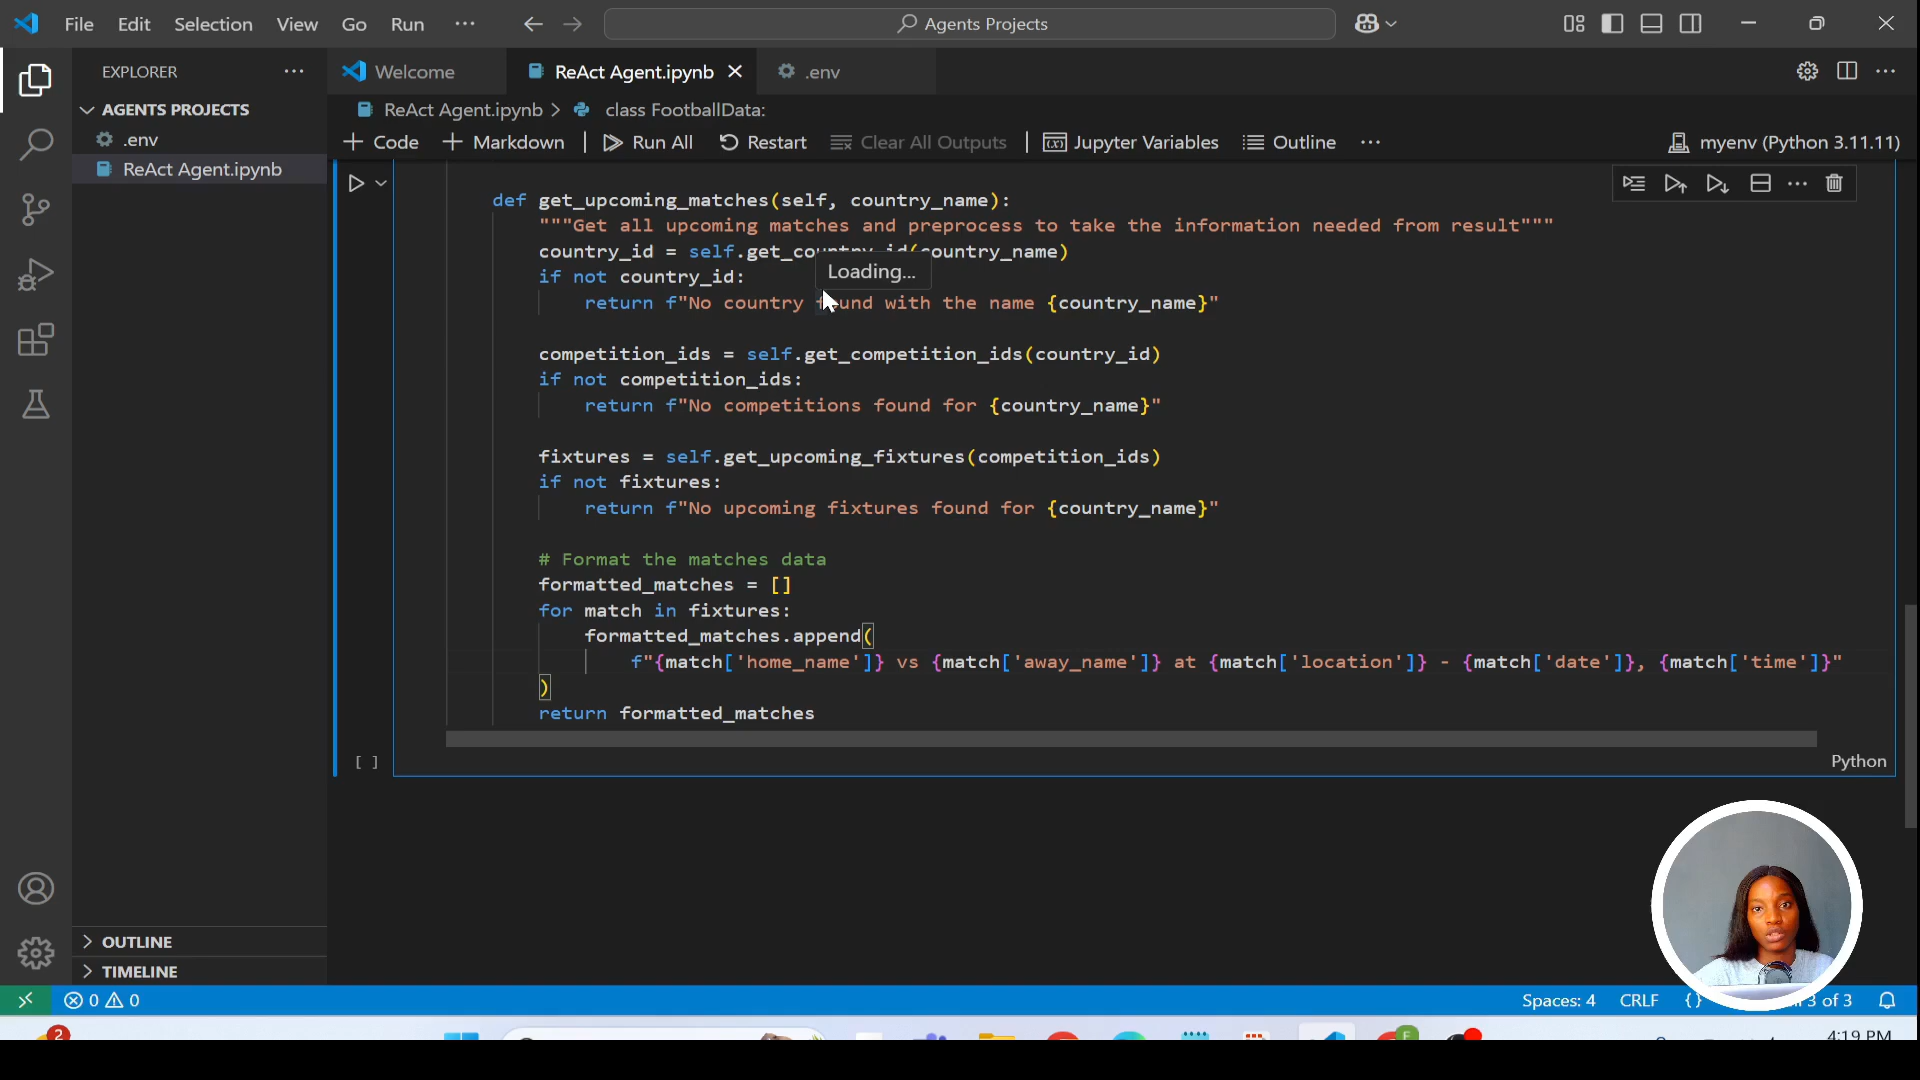 File Edit Selection View Go Run ··· Agents Projects
EXPLORER ···
Welcome
ReAct Agent.ipynb
.env
AGENTS PROJECTS
.env
ReAct Agent.ipynb
ReAct Agent.ipynb > class FootballData:
+ Code + Markdown Run All Restart Clear All Outputs Jupyter Variables Outline ··· myenv (Python 3.11.11)
def get_upcoming_matches(self, country_name):
"""Get all upcoming matches and preprocess to take the information needed from result"""
country_id = self.get_country_id(country_name)
Loading...
if not country_id:
return f"No country found with the name {country_name}"
competition_ids = self.get_competition_ids(country_id)
if not competition_ids:
return f"No competitions found for {country_name}"
fixtures = self.get_upcoming_fixtures(competition_ids)
if not fixtures:
return f"No upcoming fixtures found for {country_name}"
# Format the matches data
formatted_matches = []
for match in fixtures:
formatted_matches.append(
f"{match['home_name']} vs {match['away_name']} at {match['location']} - {match['date']}, {match['time']}"
)
return formatted_matches
[ ]
Python
OUTLINE
TIMELINE
0 0
Spaces: 4 CRLF {} 3 of 3
2
4:19 PM